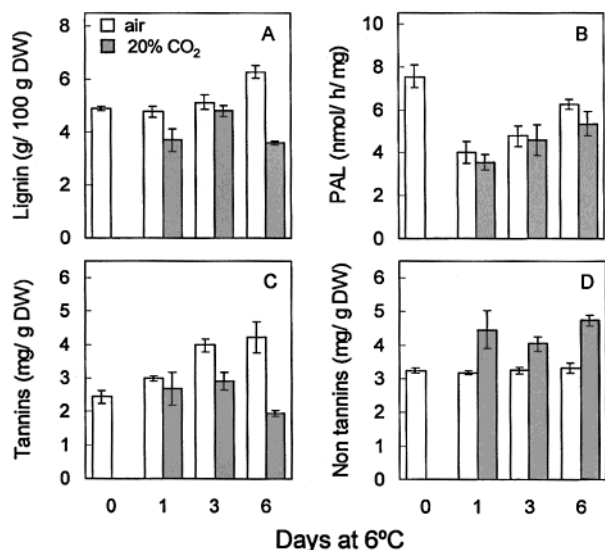 air
20% CO₂
A
B
Lignin (g/ 100 g DW)
8
6
4
2
0
PAL (nmol/ h/ mg)
10
8
6
4
2
0
C
D
Tannins (mg/ g DW)
6
5
4
3
2
1
0
Non tannins (mg/ g DW)
6
5
4
3
2
1
0
0 1 3 6
0 1 3 6
Days at 6ºC